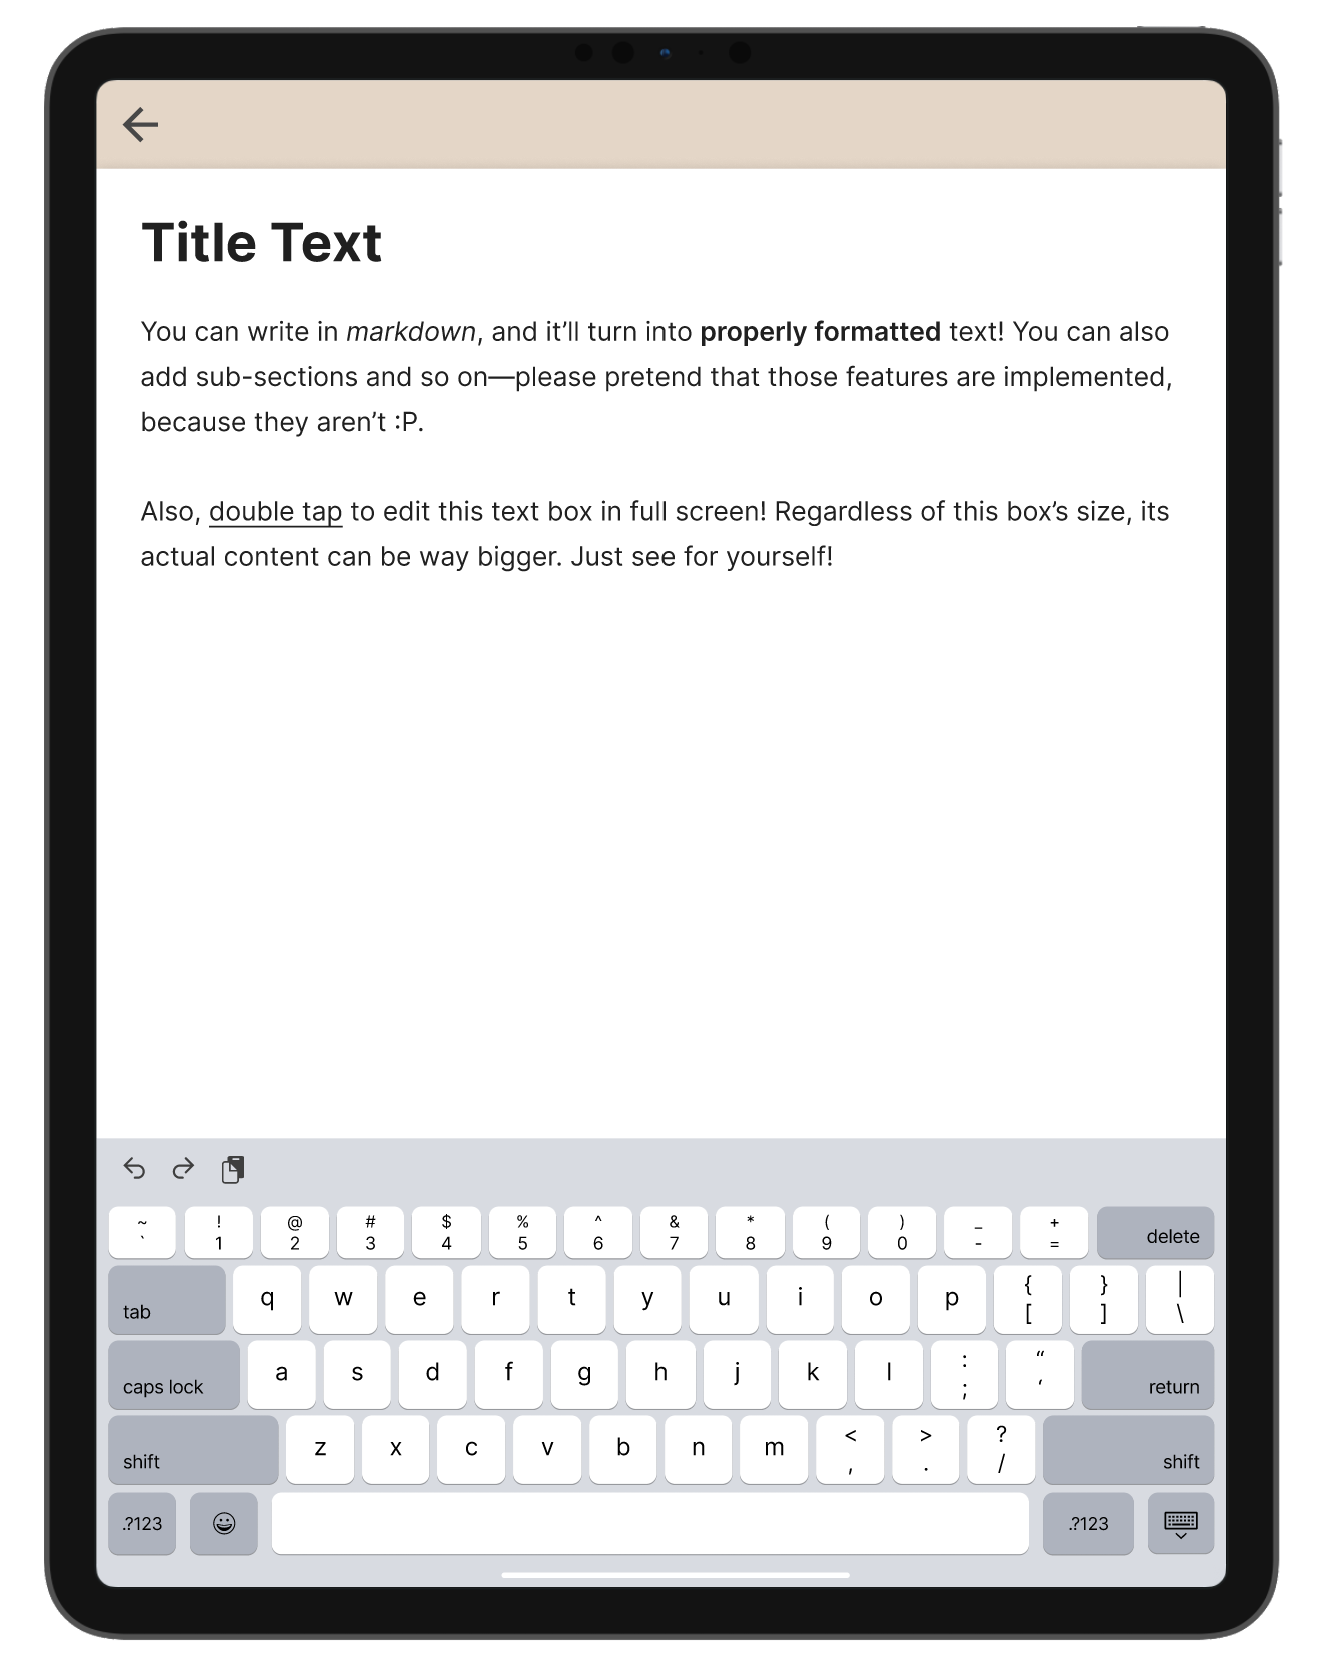 Title Text
You can write in markdown, and it’ll turn into properly formatted text! You can also
add sub-sections and so on—please pretend that those features are implemented,
because they aren’t :P.
Also, double tap to edit this text box in full screen! Regardless of this box’s size, its
actual content can be way bigger. Just see for yourself!
~ ! @ # $ % ^ & * ( ) _ +
` 1 2 3 4 5 6 7 8 9 0 - = delete
tab q w e r t y u i o p { [ } ] | \
caps lock a s d f g h j k l : ; “ ‘ return
shift z x c v b n m < , > . ? / shift
.?123 .?123